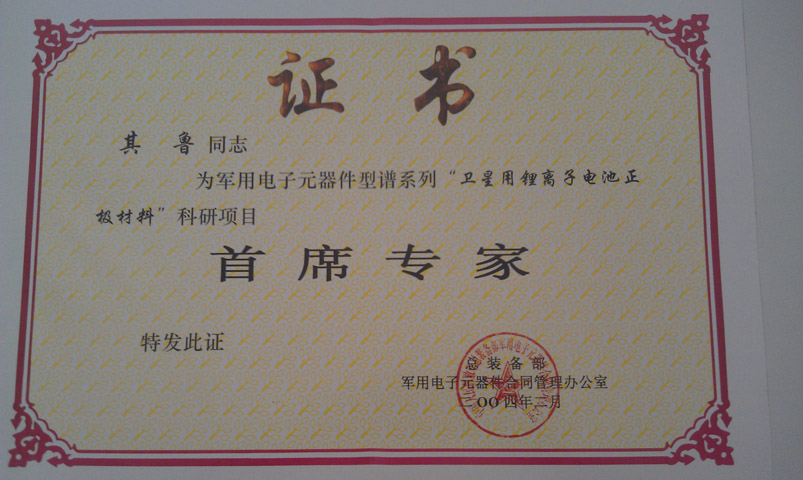 证书
其 鲁 同志
为军用电子元器件型谱系列“卫星用锂离子电池正
极材料”科研项目
首席专家
特发此证
总装备部
军用电子元器件合同管理办公室
〇〇四年二月